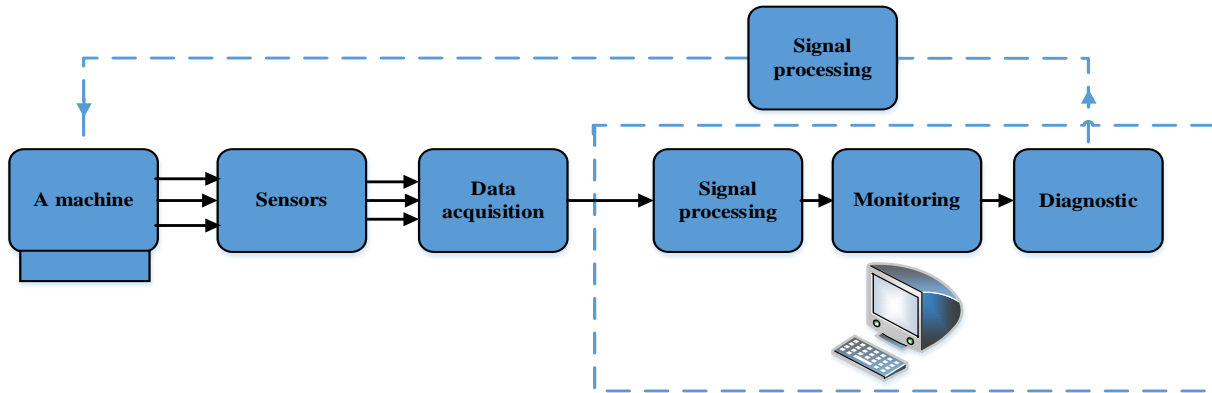 Signal
processing
A machine
Sensors
Data
acquisition
Signal
processing
Monitoring
Diagnostic